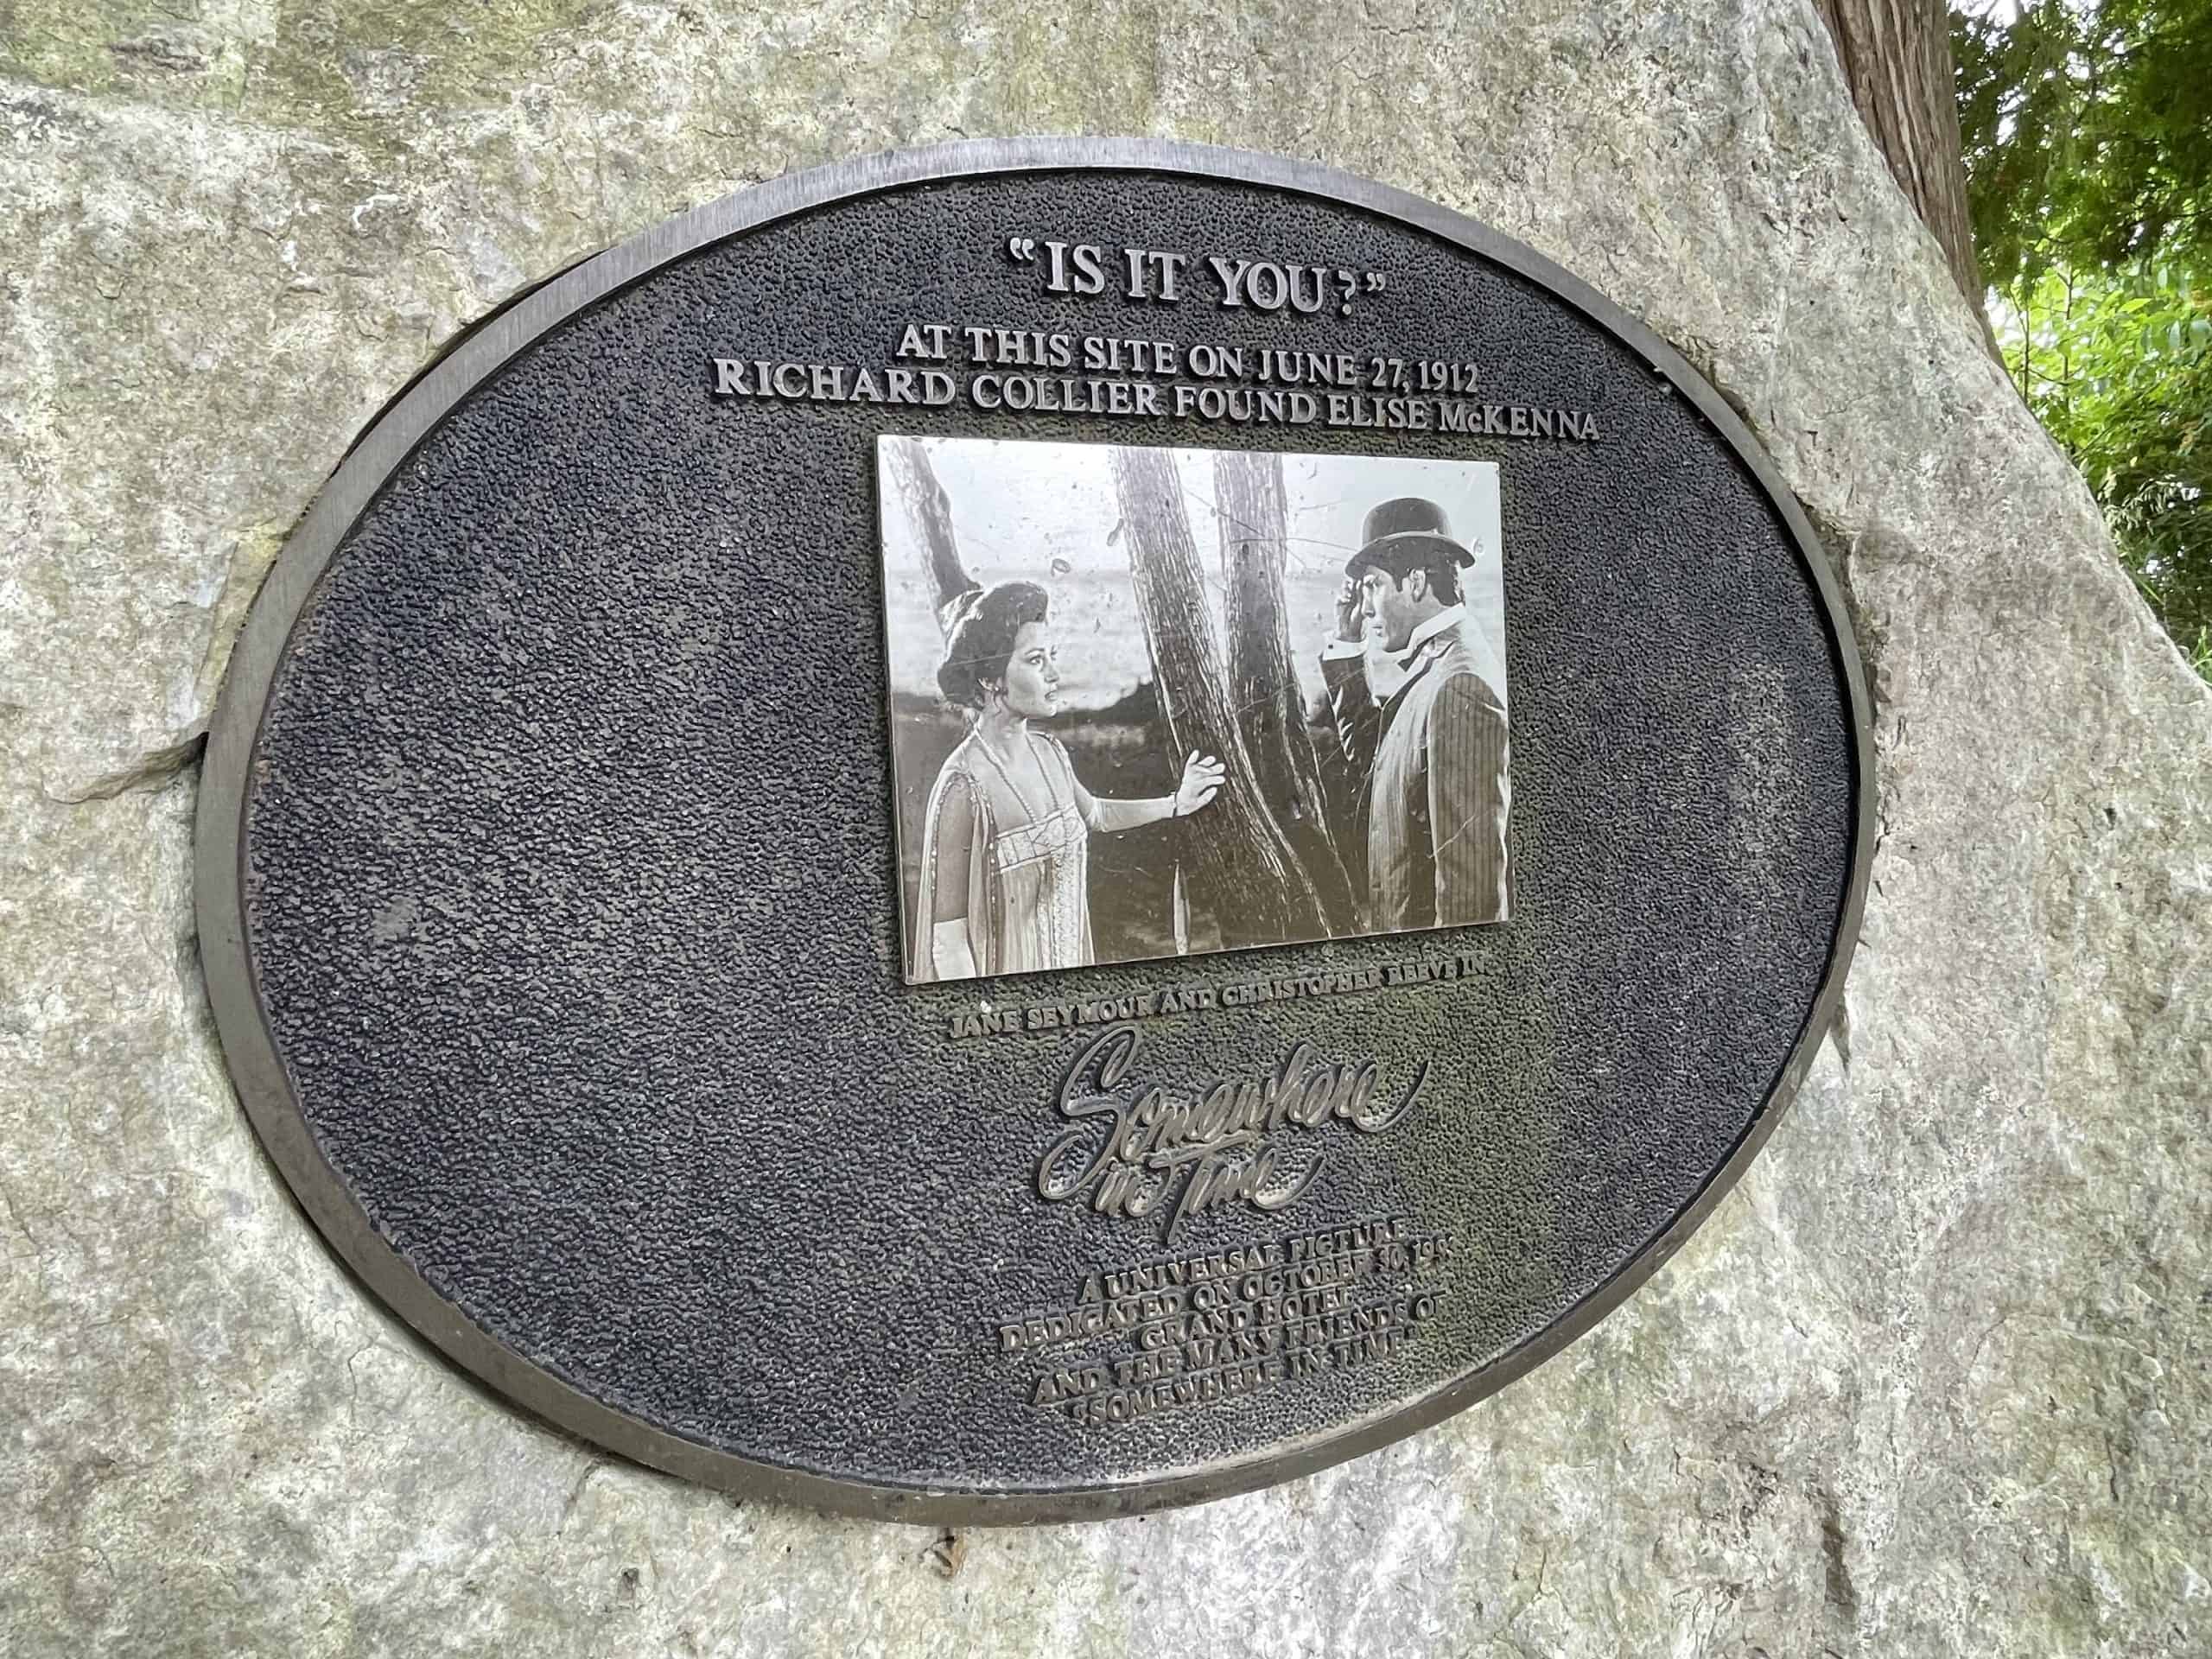 “IS IT YOU?”
AT THIS SITE ON JUNE 27, 1912
RICHARD COLLIER FOUND ELISE McKENNA
JANE SEYMOUR AND CHRISTOPHER REEVE IN
Somewhere
in Time
A UNIVERSAL PICTURE
DEDICATED ON OCTOBER 30,
GRAND HOTEL
AND THE MANY FRIENDS OF
“SOMEWHERE IN TIME”